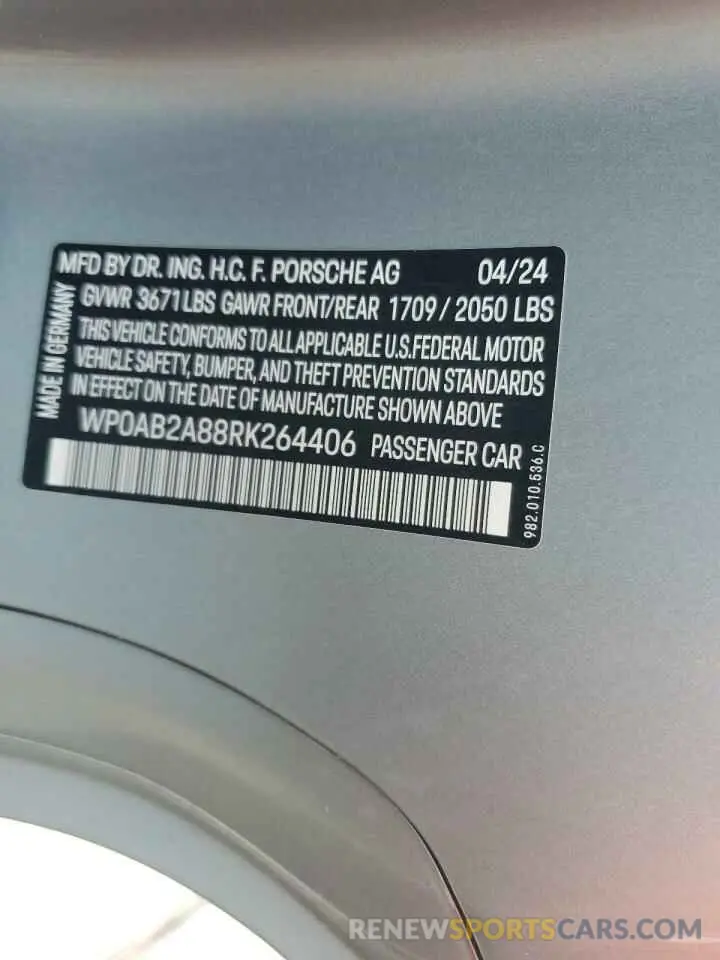 MFD BY DR. ING. H.C. F. PORSCHE AG 04/24
GVWR 3671LBS GAWR FRONT/REAR 1709 / 2050 LBS
THIS VEHICLE CONFORMS TO ALL APPLICABLE U.S.FEDERAL MOTOR
VEHICLE SAFETY, BUMPER, AND THEFT PREVENTION STANDARDS
IN EFFECT ON THE DATE OF MANUFACTURE SHOWN ABOVE
WP0AB2A88RK264406 PASSENGER CAR
MADE IN GERMANY
982.010.636.C
RENEWSPORTSCARS.COM